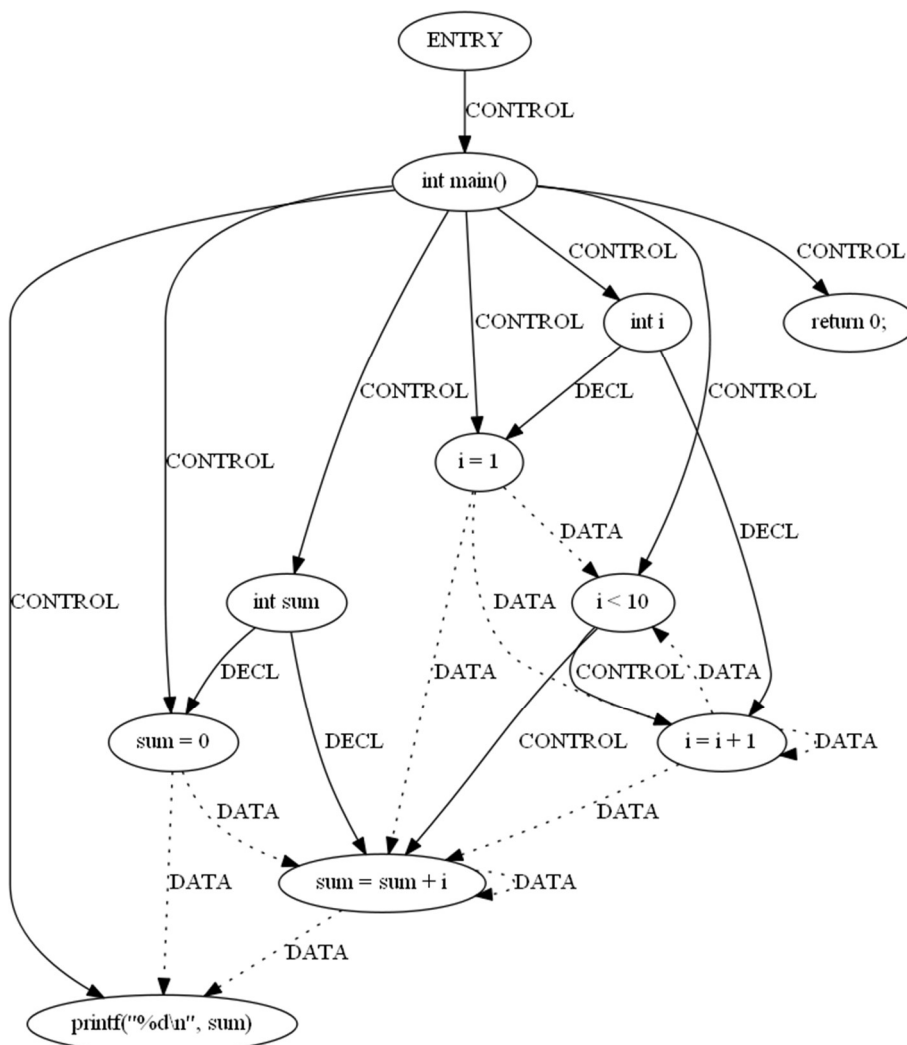 ENTRY
CONTROL
int main()
CONTROL
CONTROL
int i
return 0;
CONTROL
CONTROL
DECL
CONTROL
CONTROL
i = 1
DATA
DECL
CONTROL
int sum
DATA
i < 10
DECL
DATA
CONTROL
DATA
sum = 0
DECL
CONTROL
i = i + 1
DATA
DATA
DATA
DATA
sum = sum + i
DATA
DATA
printf("%d\n", sum)